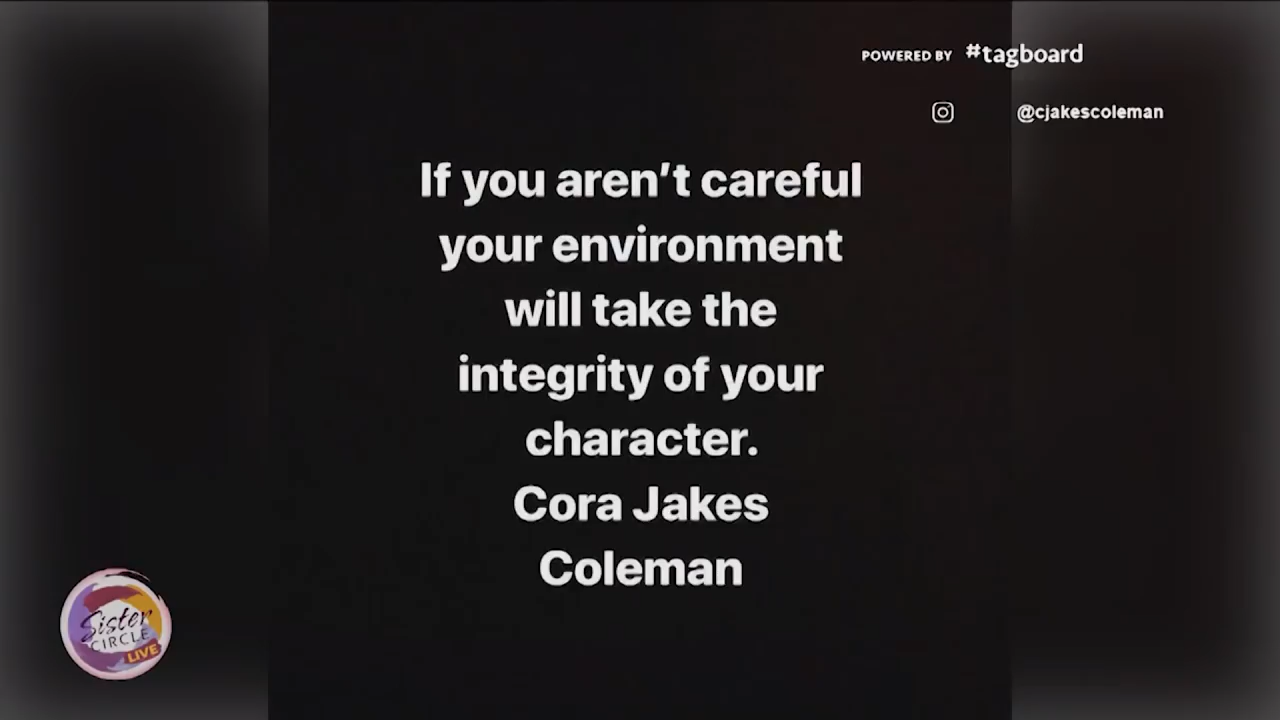 POWERED BY #tagboard
@cjakescoleman
If you aren't careful
your environment
will take the
integrity of your
character.
Cora Jakes
Coleman
Sister
CIRCLE
LIVE